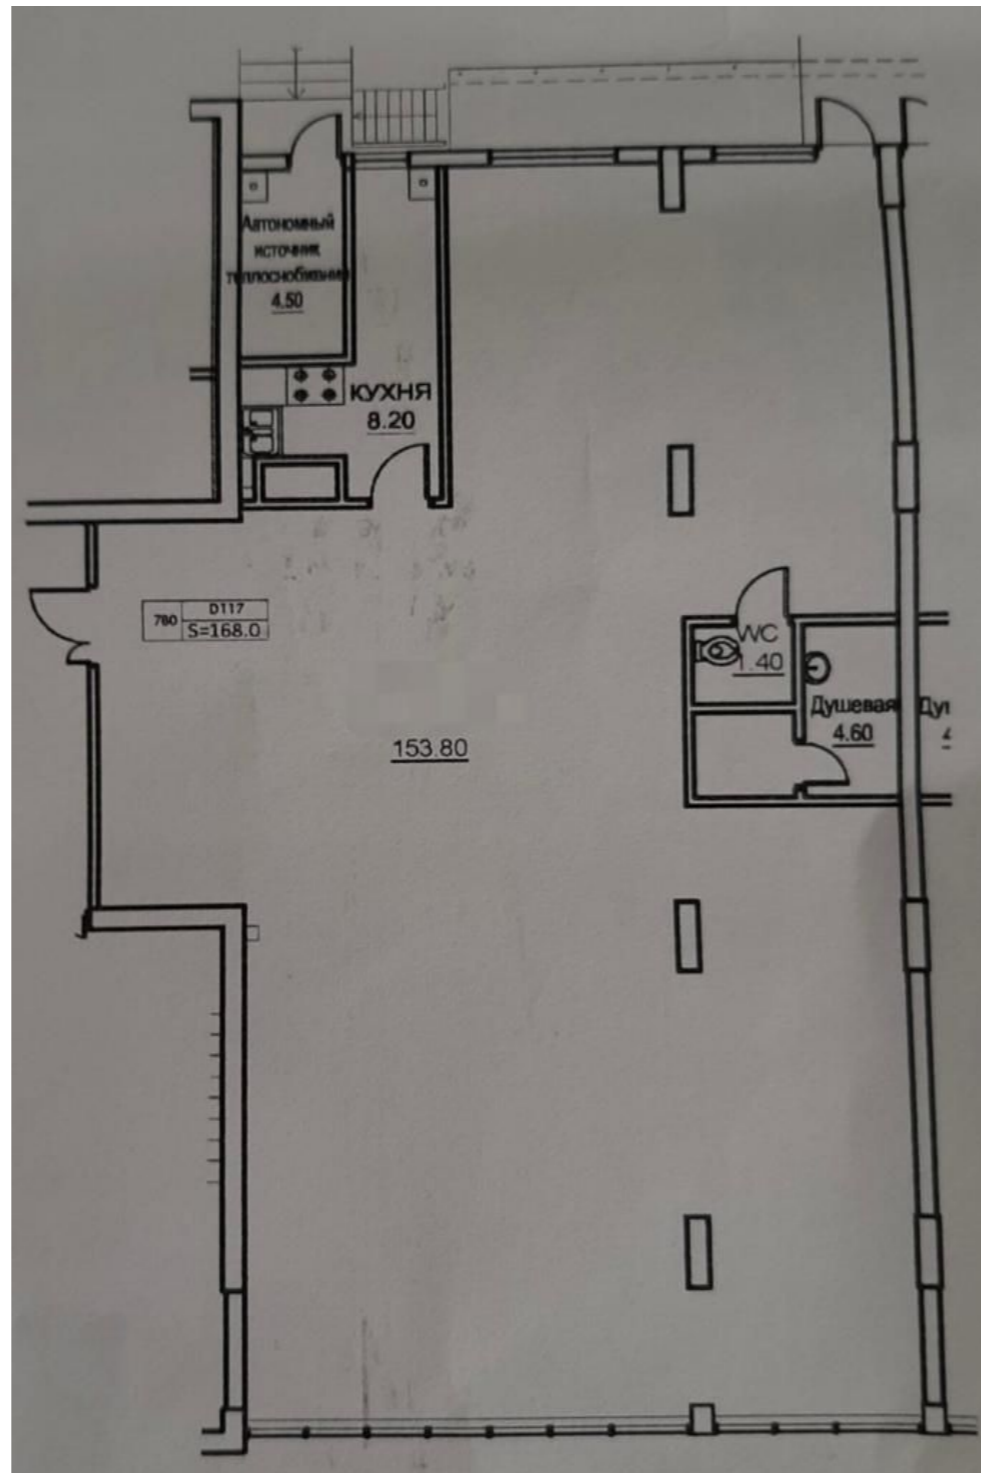 Автономный
источник
теплоснобжения
4.50
КУХНЯ
8.20
780
D117
S=168.0
WC
1.40
Душевая
4.60
153.80